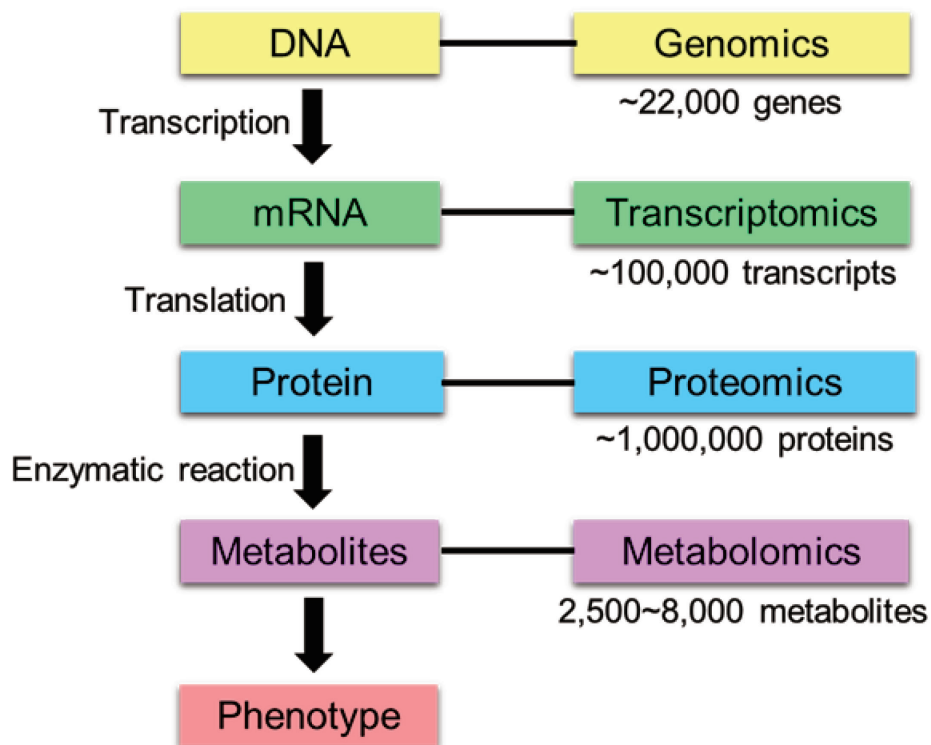 DNA
Genomics
~22,000 genes
Transcription
mRNA
Transcriptomics
~100,000 transcripts
Translation
Protein
Proteomics
~1,000,000 proteins
Enzymatic reaction
Metabolites
Metabolomics
2,500~8,000 metabolites
Phenotype